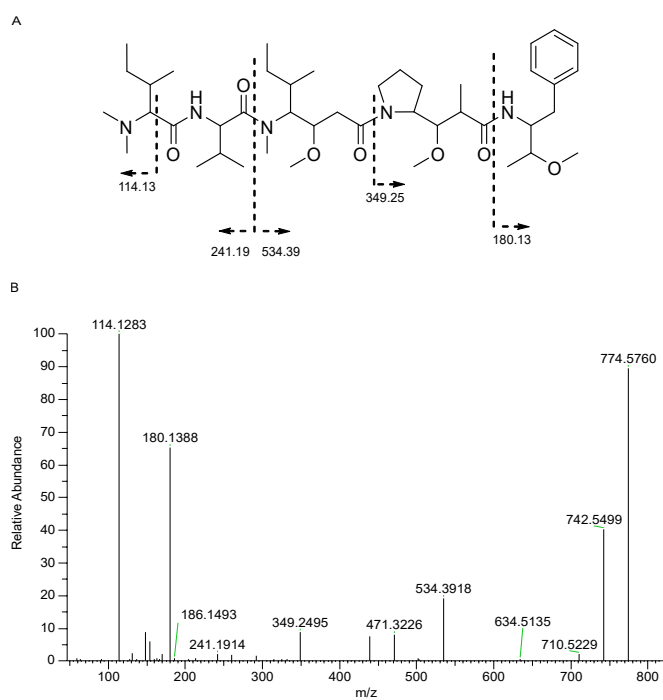 A
N
O
H
N
O
O
N
O
O
N
O
O
H
N
O
114.13
349.25
180.13
241.19 534.39
B
Relative Abundance
100
90
80
70
60
50
40
30
20
10
0
114.1283
180.1388
186.1493
241.1914
349.2495
471.3226
534.3918
634.5135
710.5229
742.5499
774.5760
100 200 300 400 500 600 700 800
m/z